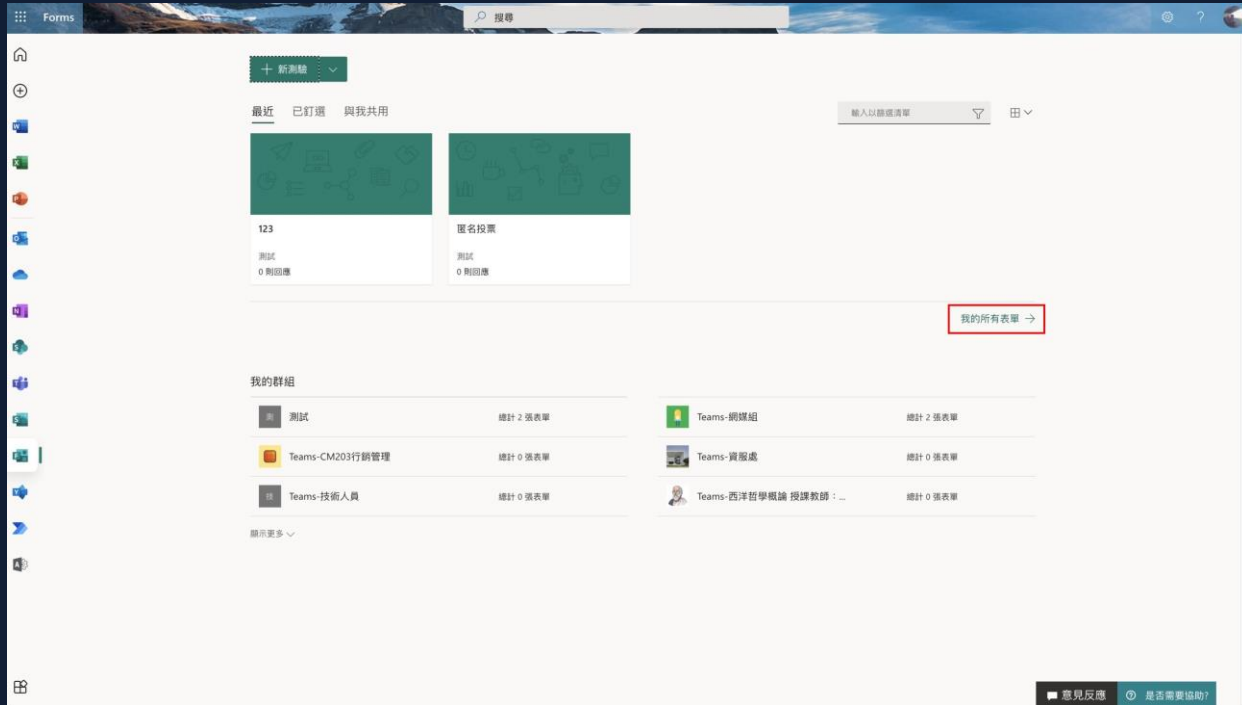 Forms
搜尋
?
新測驗
最近 已釘選 與我共用
輸入以篩選清單
123
測試
0 則回應
匿名投票
測試
0 則回應
我的所有表單 →
我的群組
測 測試 總計 2 張表單
Teams-網媒組 總計 2 張表單
Teams-CM203行銷管理 總計 0 張表單
Teams-資服處 總計 0 張表單
技 Teams-技術人員 總計 0 張表單
Teams-西洋哲學概論 授課教師：...  總計 0 張表單
顯示更多
意見反應
是否需要協助?